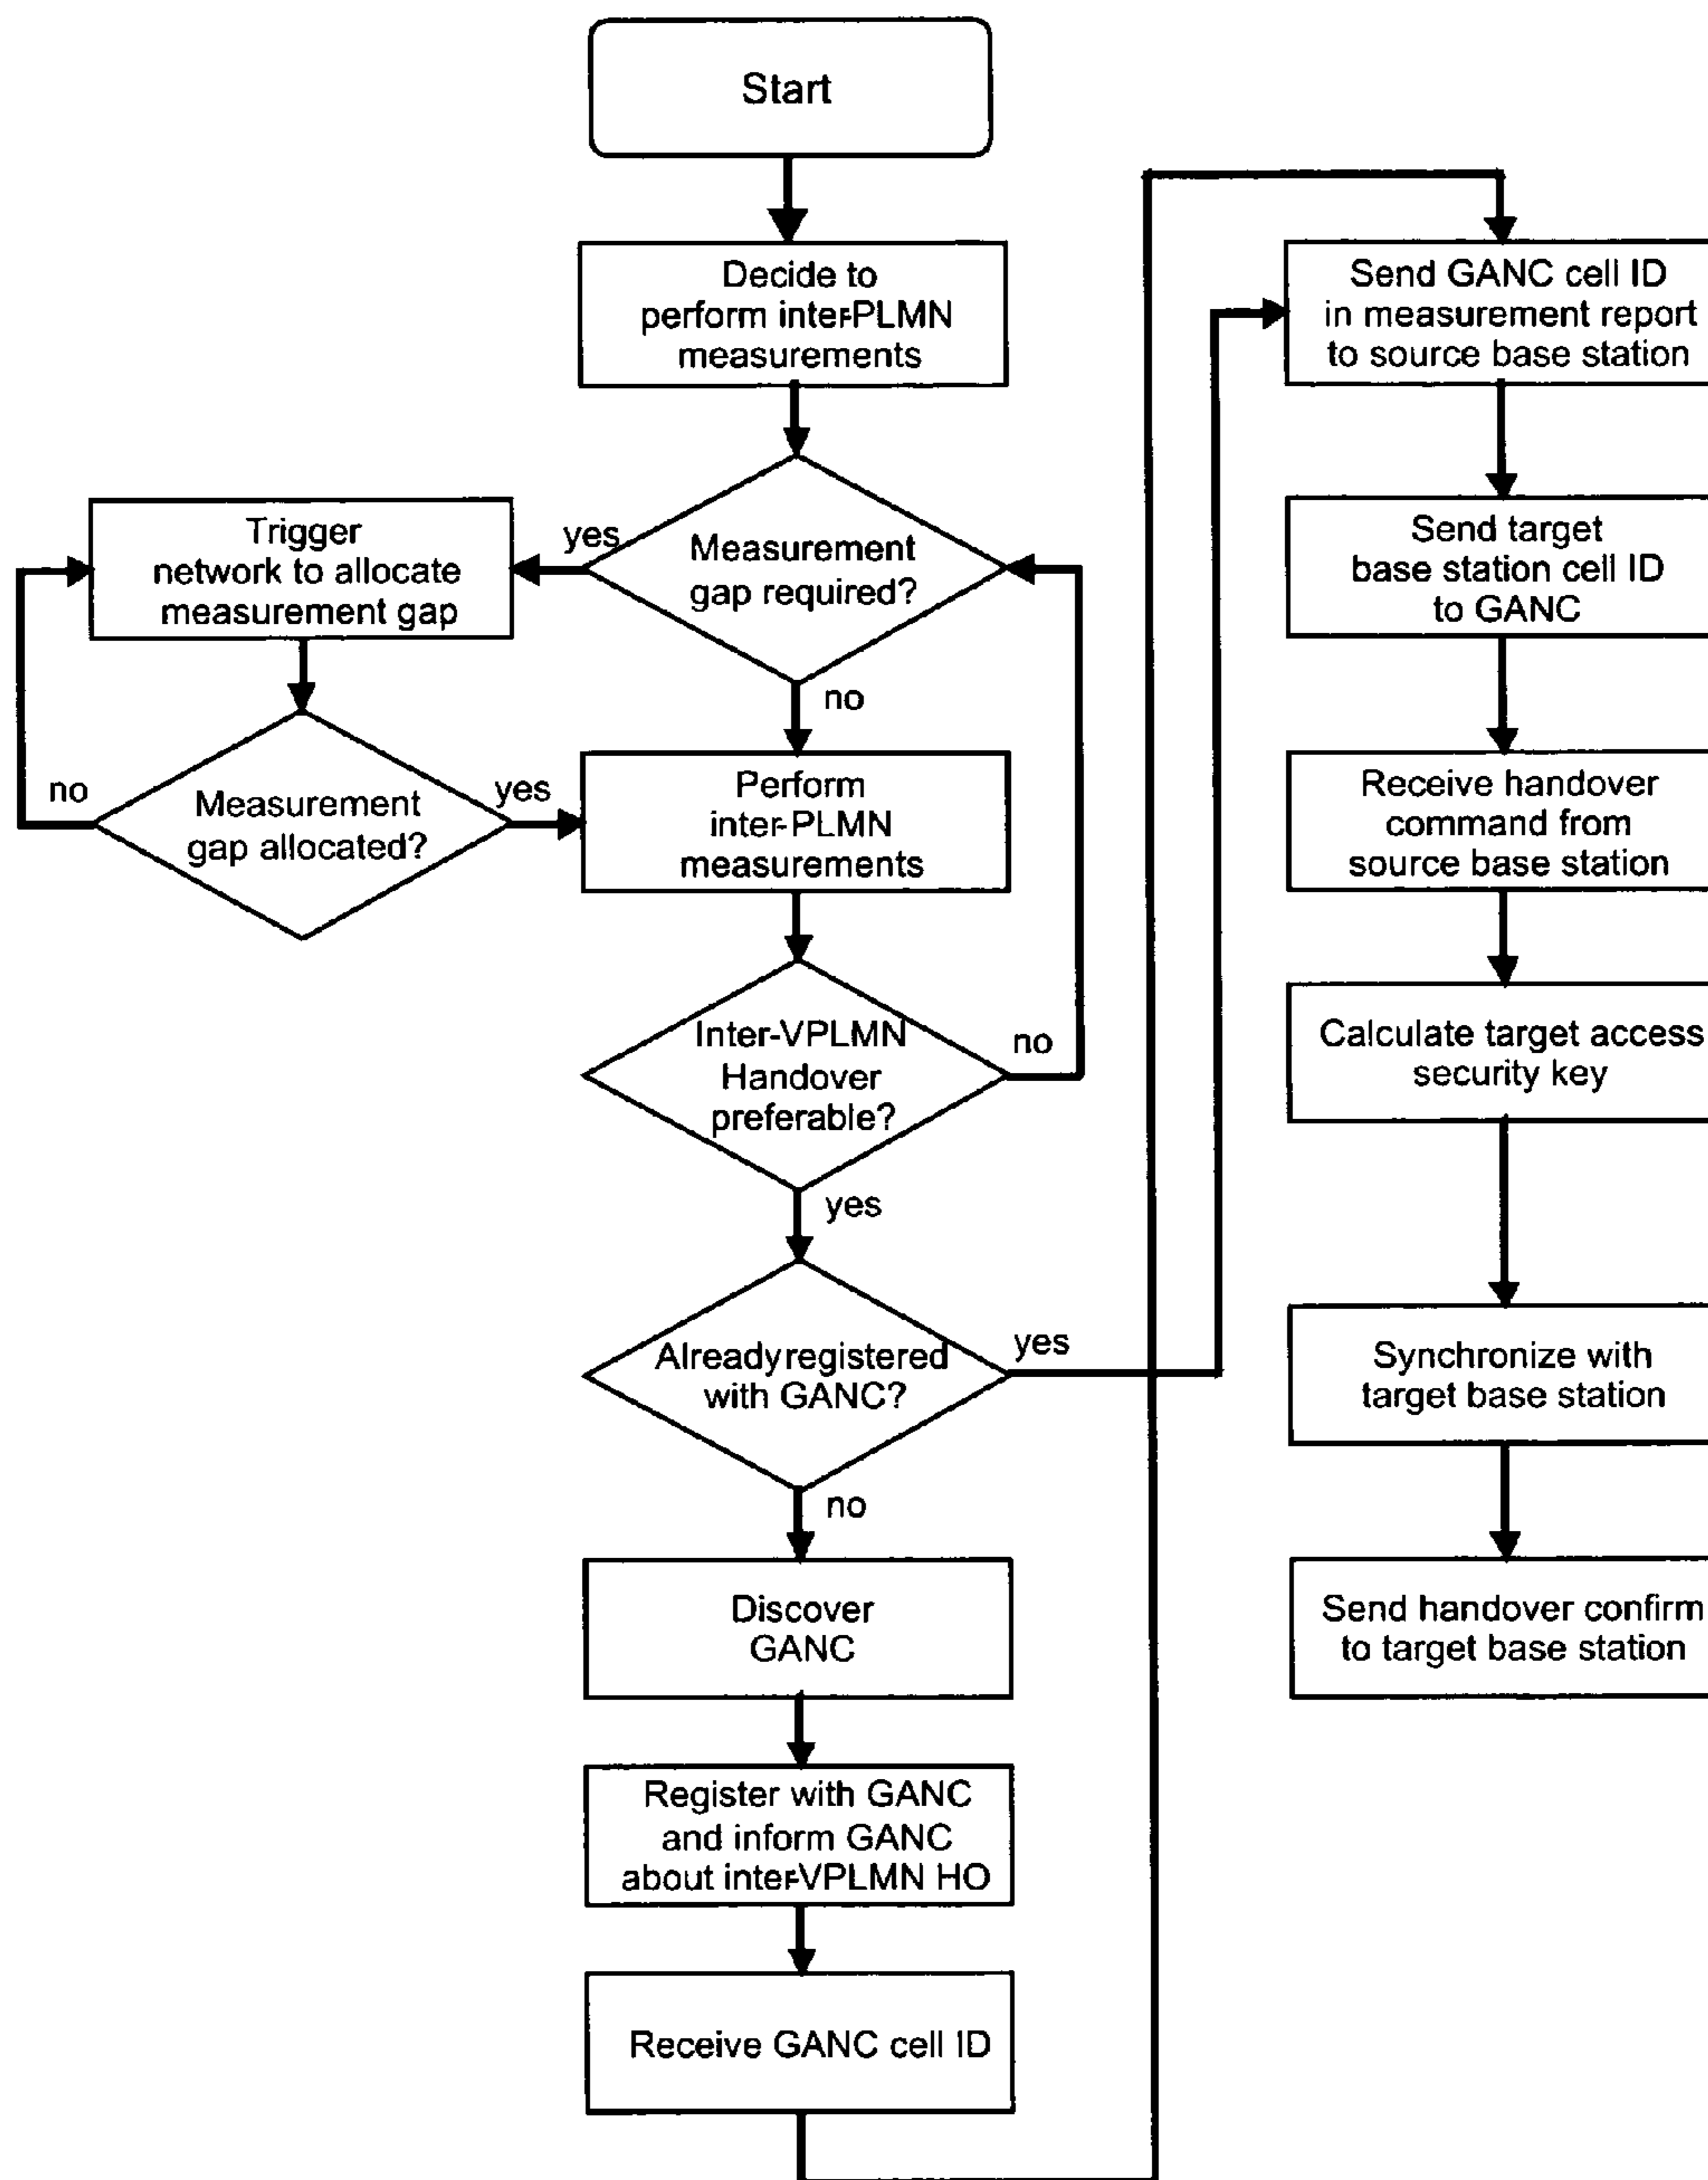 Start
Decide to
perform inter-PLMN
measurements
Measurement
gap required?
yes
no
Trigger
network to allocate
measurement gap
Measurement
gap allocated?
no
yes
Perform
inter-PLMN
measurements
Inter-VPLMN
Handover
preferable?
no
yes
Already registered
with GANC?
yes
no
Discover
GANC
Register with GANC
and inform GANC
about inter-VPLMN HO
Receive GANC cell ID
Send GANC cell ID
in measurement report
to source base station
Send target
base station cell ID
to GANC
Receive handover
command from
source base station
Calculate target access
security key
Synchronize with
target base station
Send handover confirm
to target base station